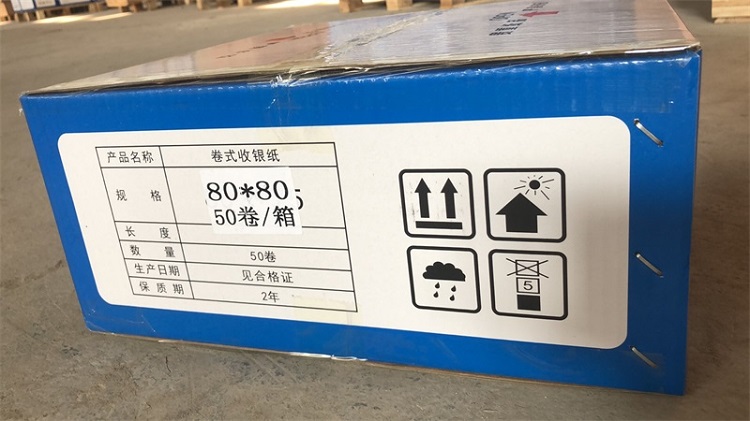 产品名称 卷式收银纸
规 格 80*80
50卷/箱
长 度
数 量 50卷
生产日期 见合格证
保 质 期 2年
5